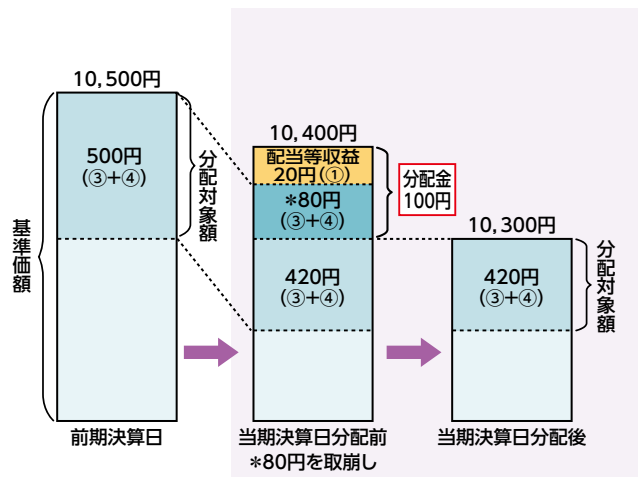 10,500円
500円
(③+④)
分配対象額
基準価額
前期決算日
10,400円
配当等収益
20円(①)
*80円
(③+④)
420円
(③+④)
分配金
100円
当期決算日分配前
*80円を取崩し
10,300円
420円
(③+④)
分配対象額
当期決算日分配後